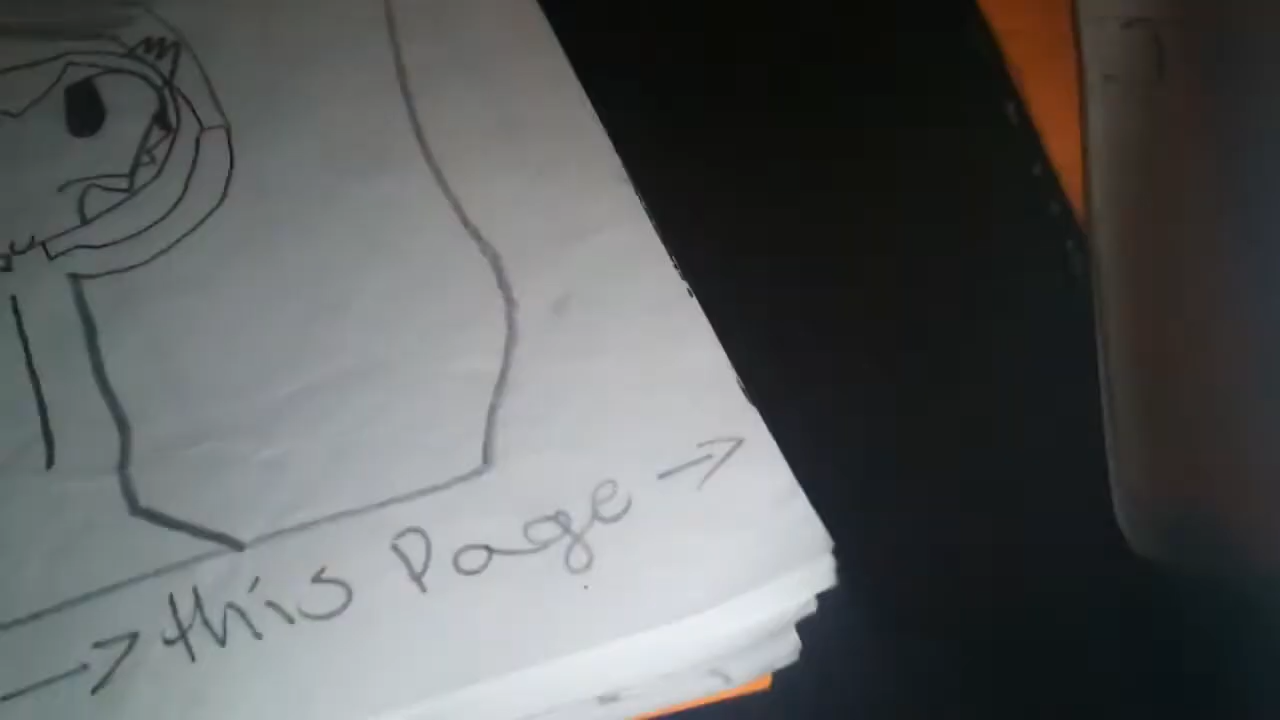 → this Page →